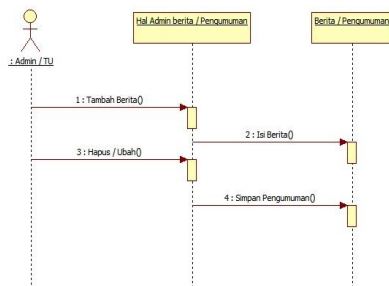 Hal Admin berita / Pengumuman
Berita / Pengumuman
: Admin / TU
1 : Tambah Berita()
2 : Isi Berita()
3 : Hapus / Ubah()
4 : Simpan Pengumuman()